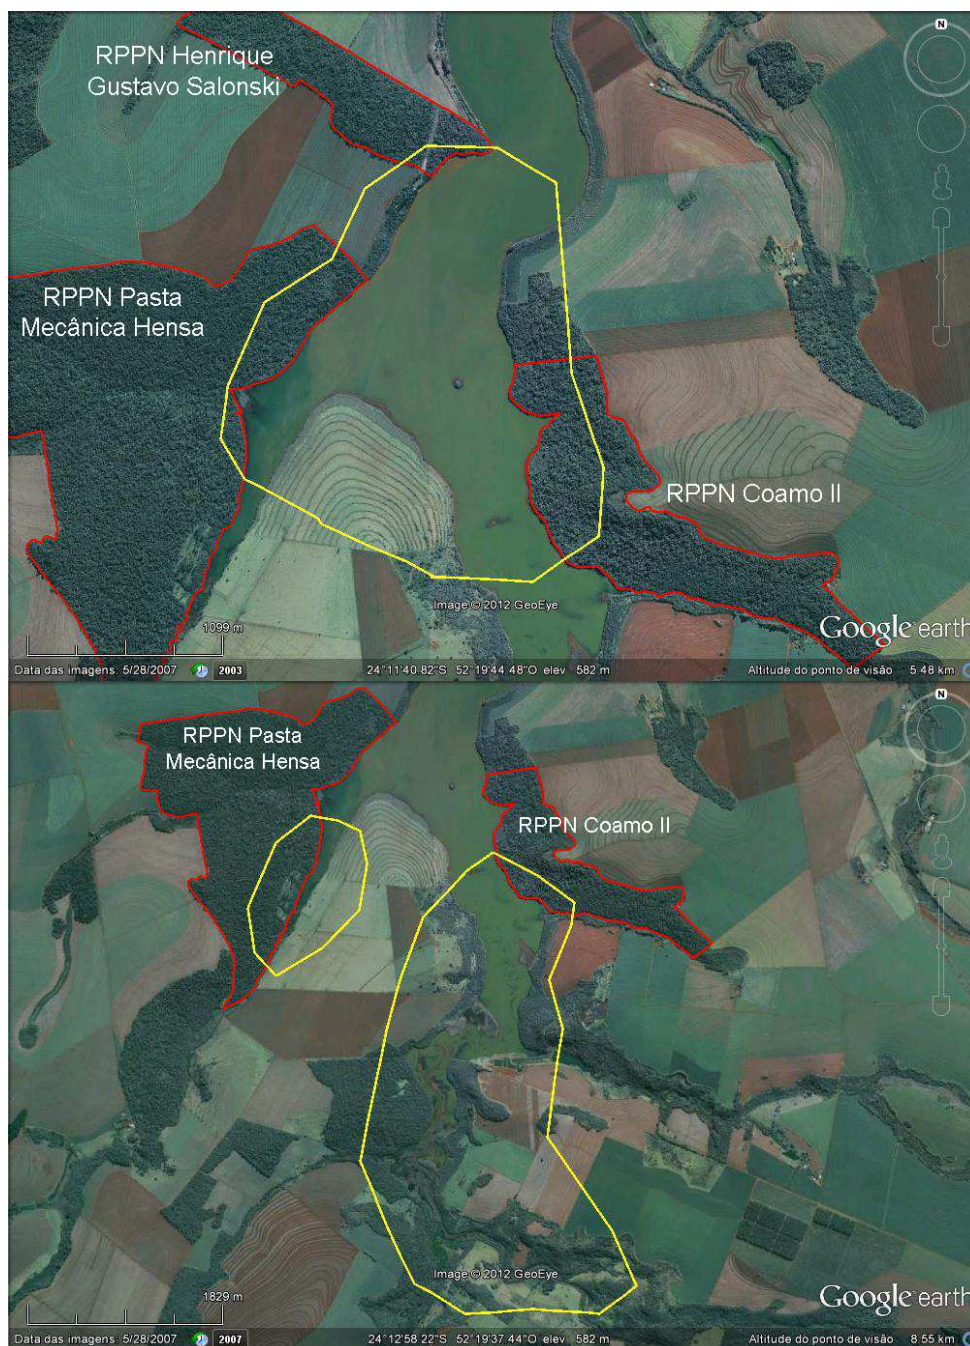 N
RPPN Henrique
Gustavo Salonski
RPPN Pasta
Mecânica Hensa
RPPN Coamo II
Image © 2012 GeoEye
1099 m
Google earth
Data das imagens 5/28/2007 2003 24°11'40.82"S 52°19'44.48"O elev 582 m Altitude do ponto de visão 5.48 km
N
RPPN Pasta
Mecânica Hensa
RPPN Coamo II
Image © 2012 GeoEye
1829 m
Google earth
Data das imagens 5/28/2007 2007 24°12'58.22"S 52°19'37.44"O elev 582 m Altitude do ponto de visão 8.55 km